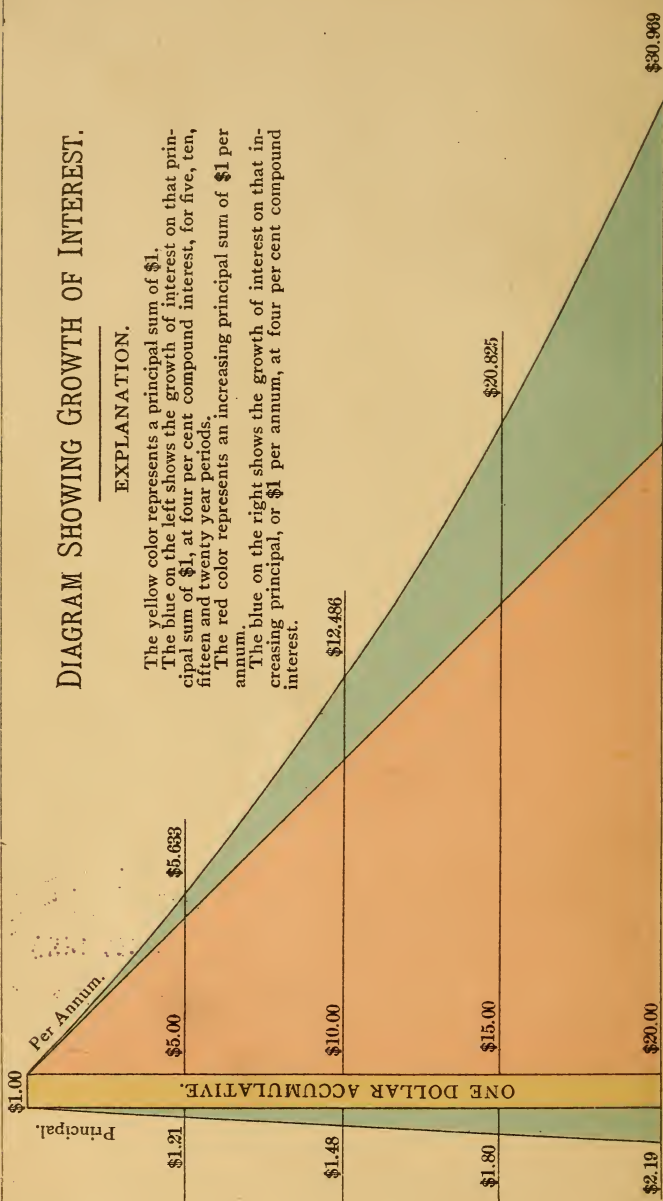 DIAGRAM SHOWING GROWTH OF INTEREST.
EXPLANATION.
The yellow color represents a principal sum of $1.
The blue on the left shows the growth of interest on that prin-
cipal sum of $1, at four per cent compound interest, for five, ten,
fifteen and twenty year periods.
The red color represents an increasing principal sum of $1 per
annum.
The blue on the right shows the growth of interest on that in-
creasing principal, or $1 per annum, at four per cent compound
interest.
$1.00
Principal.
Per Annum.
ONE DOLLAR ACCUMULATIVE.
$1.21
$5.00
$5.633
$1.48
$10.00
$12.486
$1.80
$15.00
$20.825
$2.19
$20.00
$30.969